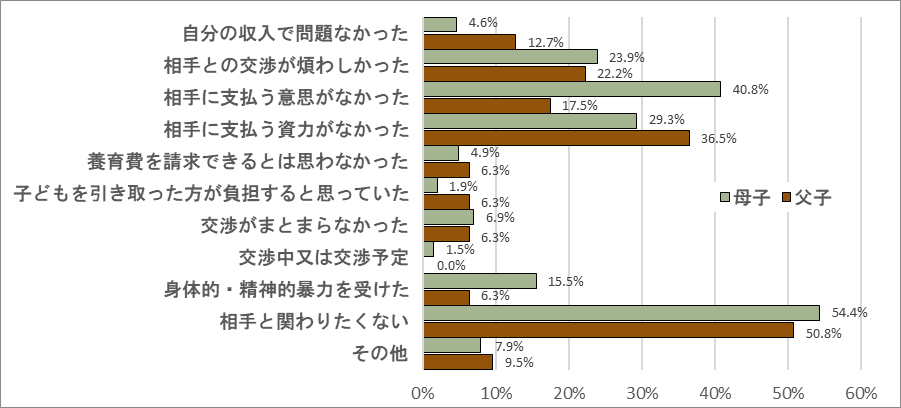 自分の収入で問題なかった
4.6%
12.7%
相手との交渉が煩わしかった
23.9%
22.2%
相手に支払う意思がなかった
40.8%
17.5%
相手に支払う資力がなかった
29.3%
36.5%
養育費を請求できるとは思わなかった
4.9%
6.3%
子どもを引き取った方が負担すると思っていた
1.9%
6.3%
交渉がまとまらなかった
6.9%
6.3%
交渉中又は交渉予定
1.5%
0.0%
身体的・精神的暴力を受けた
15.5%
6.3%
相手と関わりたくない
54.4%
50.8%
その他
7.9%
9.5%
母子 父子
0% 10% 20% 30% 40% 50% 60%